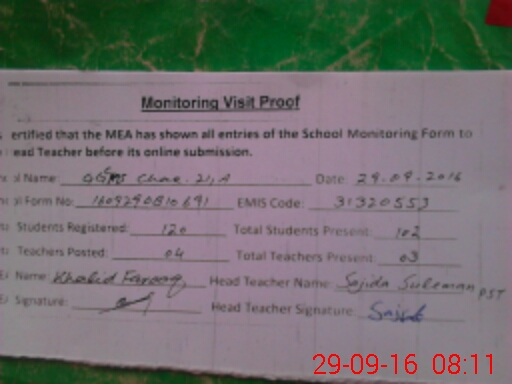 Monitoring Visit Proof
ertified that the MEA has shown all entries of the School Monitoring Form to
ead Teacher before its online submission.
ol Name: GGPS Chak. 21,A Date: 29.09.2016
ol Form No: 1609290810691 EMIS Code: 31320553
Students Registered: 120 Total Students Present: 102
Teachers Posted: 04 Total Teachers Present: 03
Name: Khalid Farooq Head Teacher Name: Sajida Suleman PST
Signature: Head Teacher Signature: Sajida
29-09-16 08:11